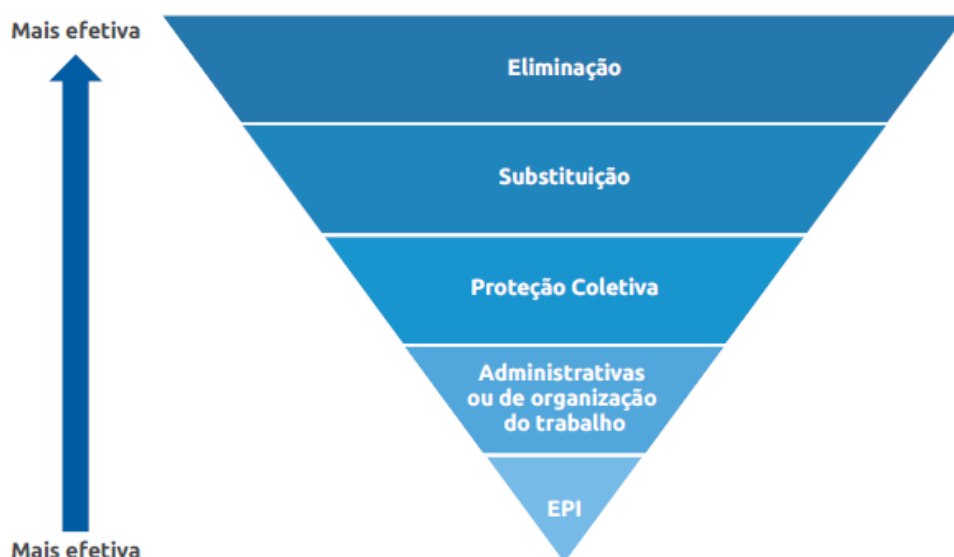 Mais efetiva
Eliminação
Substituição
Proteção Coletiva
Administrativas
ou de organização
do trabalho
EPI
Mais efetiva